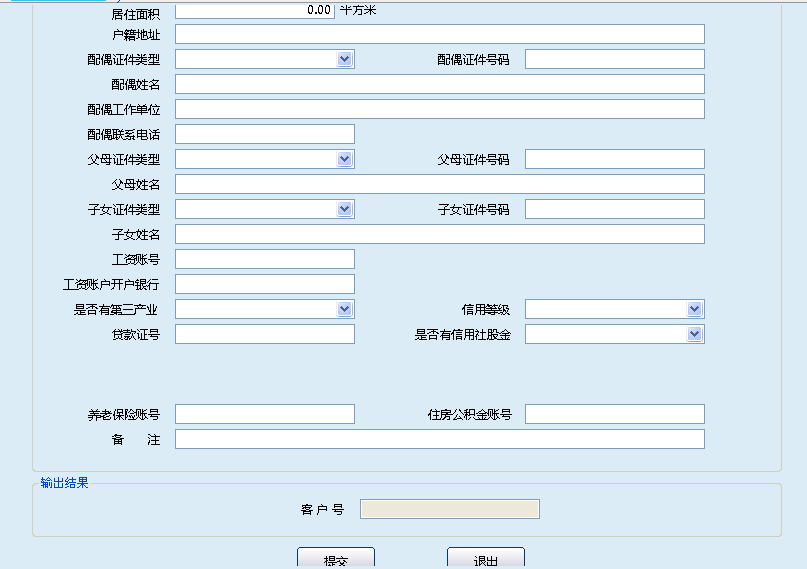 居住面积 0.00 平方米
户籍地址
配偶证件类型 配偶证件号码
配偶姓名
配偶工作单位
配偶联系电话
父母证件类型 父母证件号码
父母姓名
子女证件类型 子女证件号码
子女姓名
工资账号
工资账户开户银行
是否有第三产业 信用等级
贷款证号 是否有信用社股金
养老保险账号 住房公积金账号
备 注
输出结果
客 户 号
提交 退出